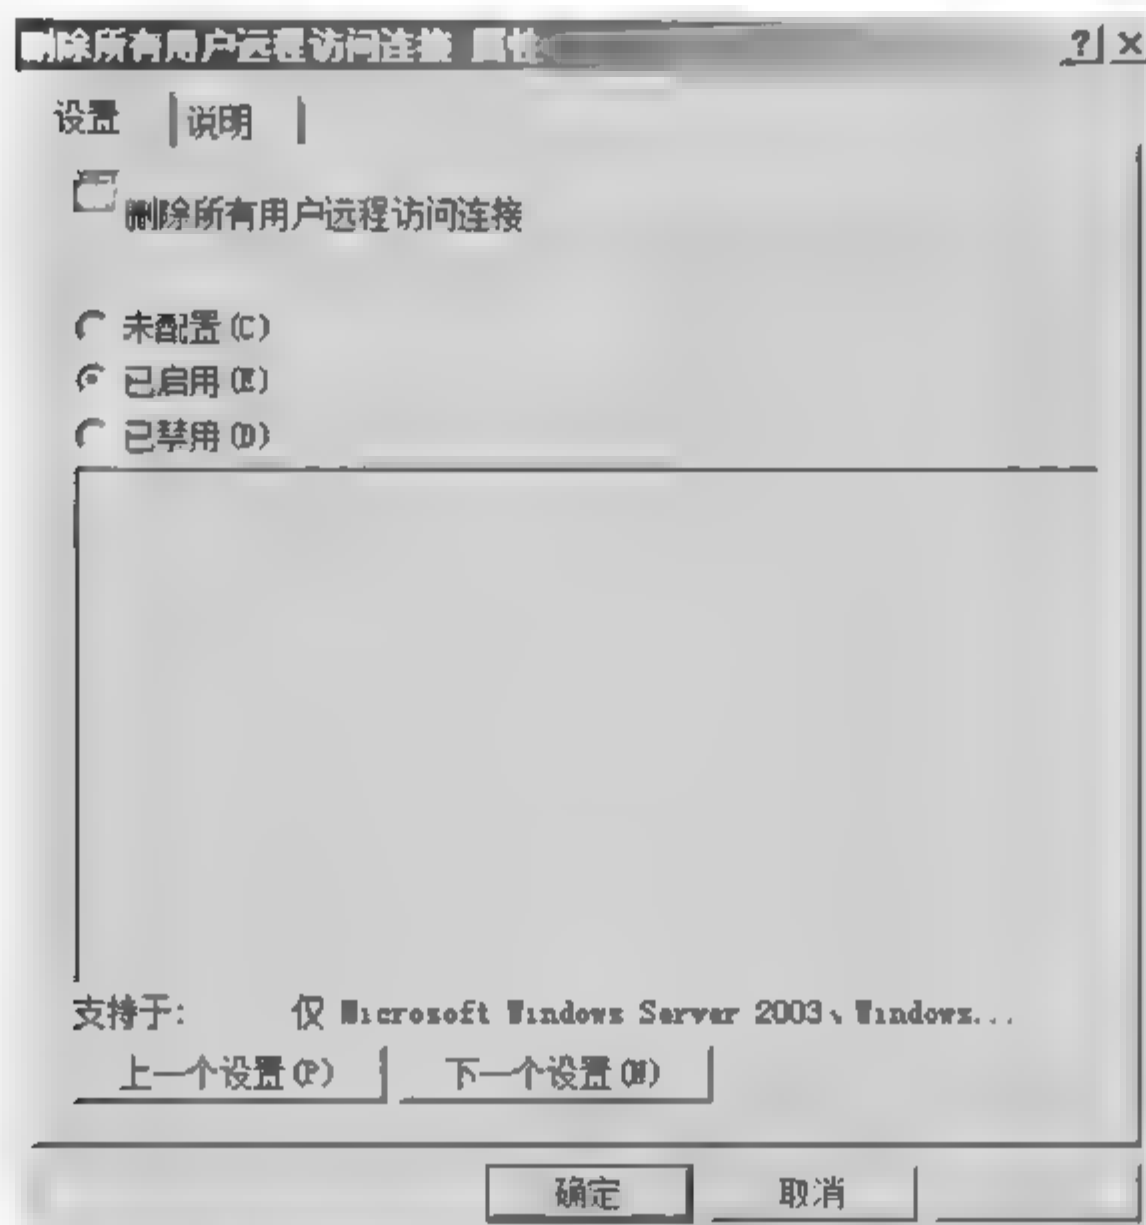 删除所有用户远程访问连接 属性
? ×
设置 说明
删除所有用户远程访问连接
未配置(C)
已启用(E)
已禁用(D)
支持于: 仅 Microsoft Windows Server 2003、Windows...
上一个设置(P) 下一个设置(N)
确定 取消